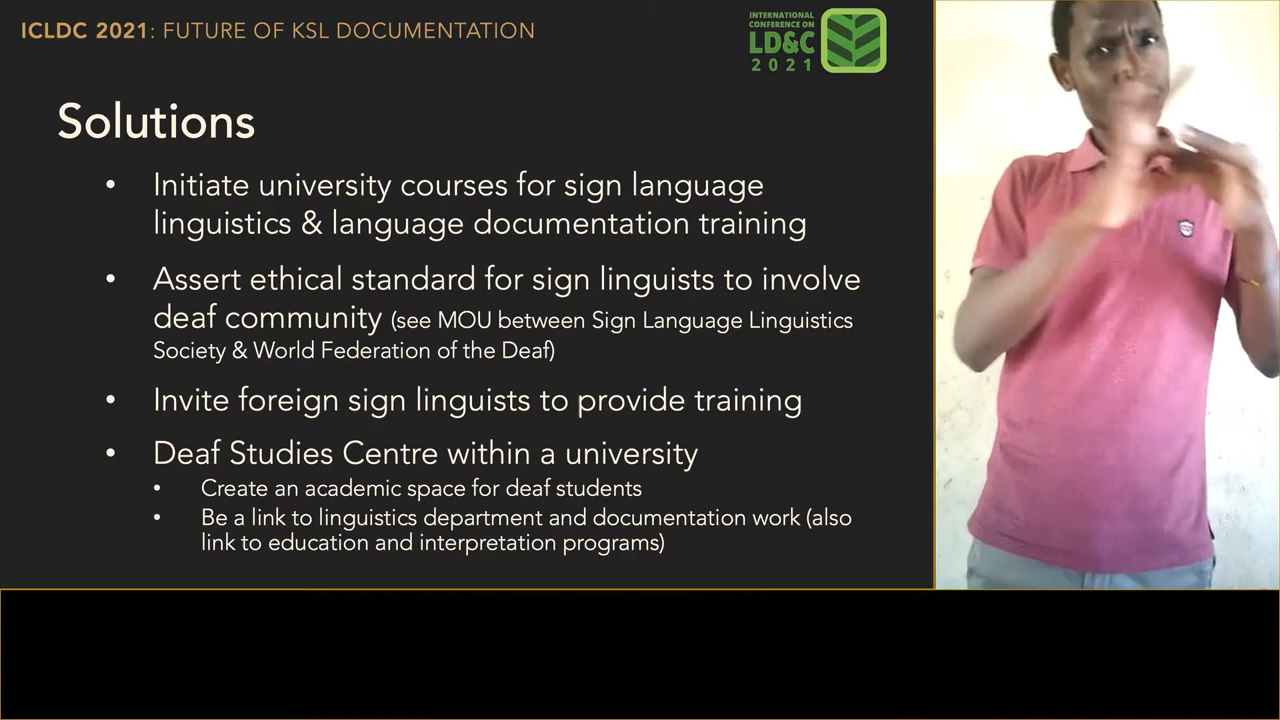 ICLDC 2021: FUTURE OF KSL DOCUMENTATION
INTERNATIONAL
CONFERENCE ON
LD&C
2021
Solutions
• Initiate university courses for sign language
linguistics & language documentation training
• Assert ethical standard for sign linguists to involve
deaf community (see MOU between Sign Language Linguistics
Society & World Federation of the Deaf)
• Invite foreign sign linguists to provide training
• Deaf Studies Centre within a university
• Create an academic space for deaf students
• Be a link to linguistics department and documentation work (also
link to education and interpretation programs)